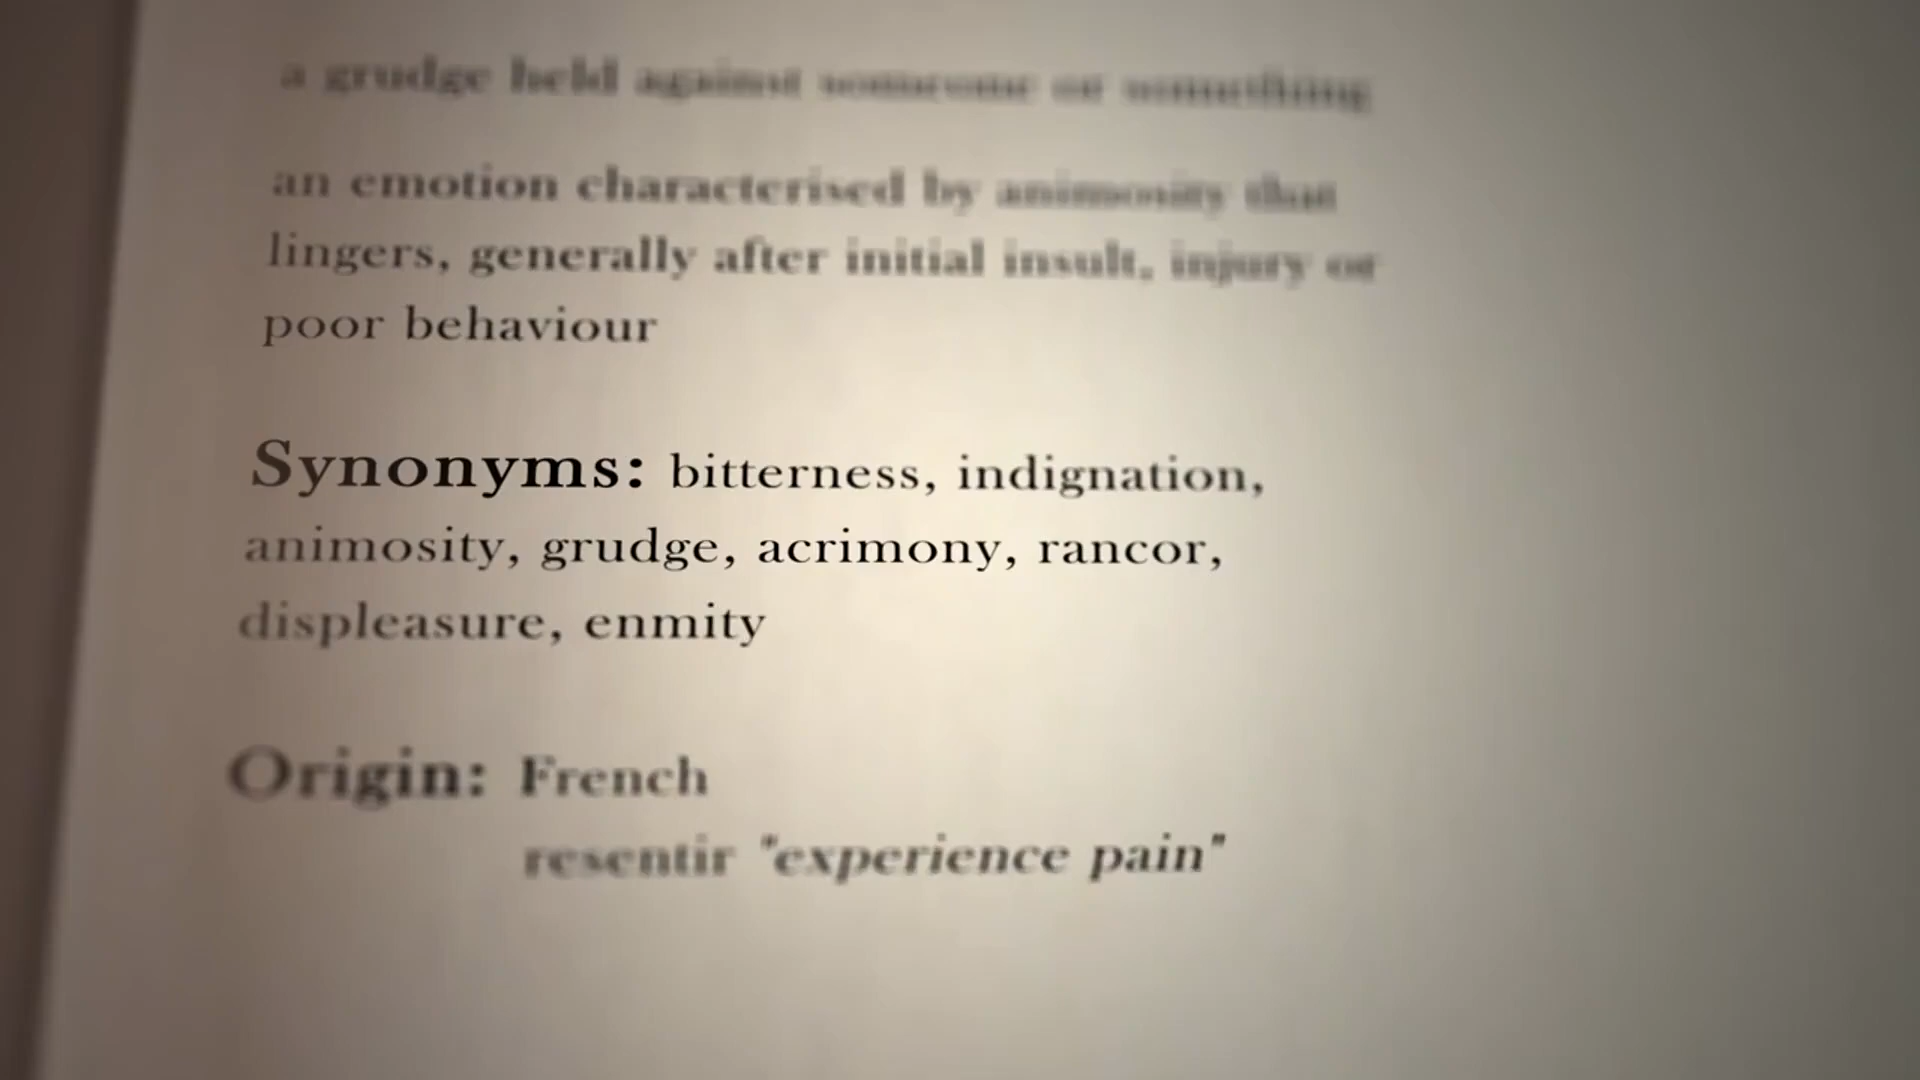 a grudge held against someone or something
an emotion characterised by animosity that
lingers, generally after initial insult, injury or
poor behaviour
Synonyms: bitterness, indignation,
animosity, grudge, acrimony, rancor,
displeasure, enmity
Origin: French
resentir "experience pain"